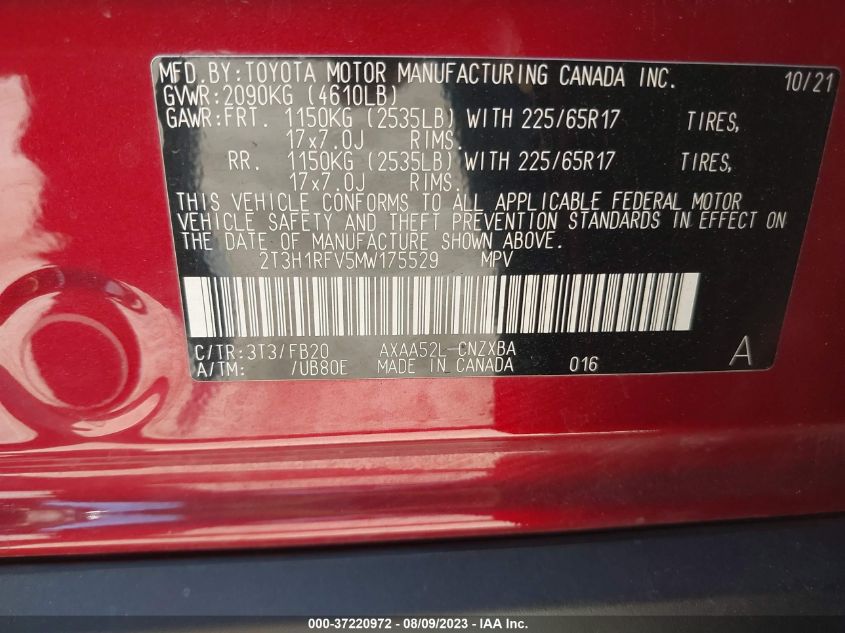 MFD.BY:TOYOTA MOTOR MANUFACTURING CANADA INC. 10/21
GVWR:2090KG (4610LB)
GAWR:FRT. 1150KG (2535LB) WITH 225/65R17 TIRES,
17x7.0J RIMS.
RR. 1150KG (2535LB) WITH 225/65R17 TIRES,
17x7.0J RIMS.
THIS VEHICLE CONFORMS TO ALL APPLICABLE FEDERAL MOTOR
VEHICLE SAFETY AND THEFT PREVENTION STANDARDS IN EFFECT ON
THE DATE OF MANUFACTURE SHOWN ABOVE.
2T3H1RFV5MW175529 MPV
C/TR:3T3/FB20 AXAA52L-CNZXBA
A/TM: /UB80E MADE IN CANADA 016 A
000-37220972 - 08/09/2023 - IAA Inc.